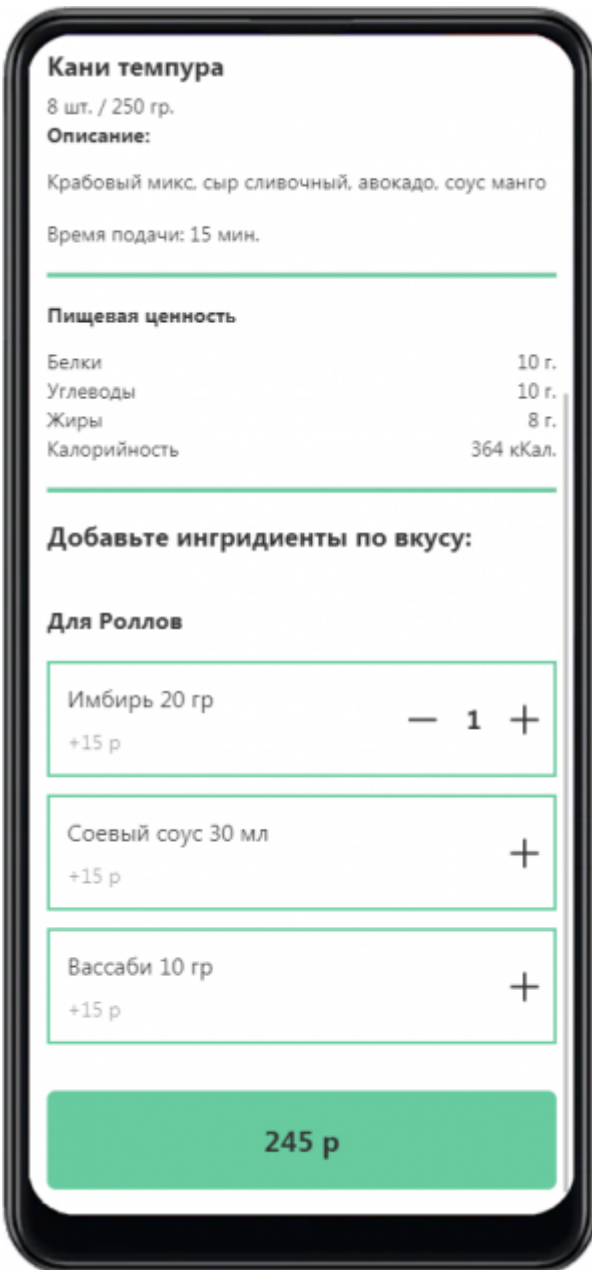 Кани темпура
8 шт. / 250 гр.
Описание:
Крабовый микс, сыр сливочный, авокадо, соус манго
Время подачи: 15 мин.
Пищевая ценность
Белки 10 г.
Углеводы 10 г.
Жиры 8 г.
Калорийность 364 кКал.
Добавьте ингридиенты по вкусу:
Для Роллов
Имбирь 20 гр
— 1 +
+15 р
Соевый соус 30 мл
+
+15 р
Вассаби 10 гр
+
+15 р
245 р